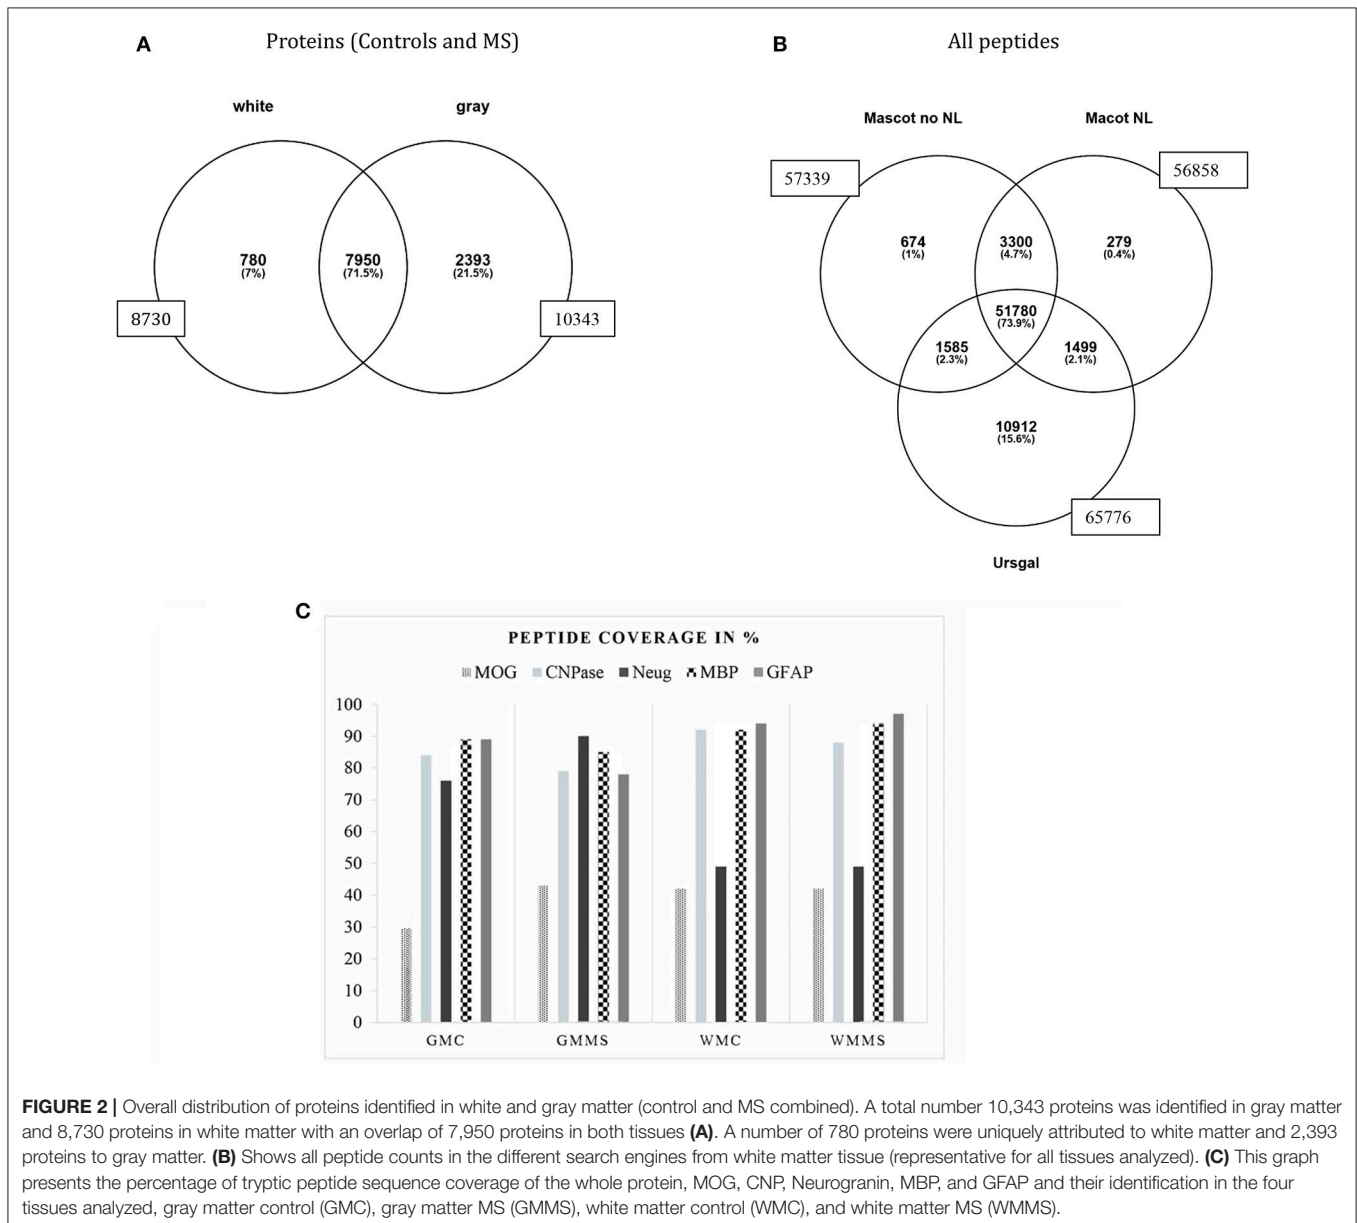 A
Proteins (Controls and MS)
white
gray
780
(7%)
7950
(71.5%)
2393
(21.5%)
8730
10343
B
All peptides
Mascot no NL
Macot NL
57339
56858
674
(1%)
3300
(4.7%)
279
(0.4%)
51780
(73.9%)
1585
(2.3%)
1499
(2.1%)
10912
(15.6%)
65776
Ursgal
C
PEPTIDE COVERAGE IN %
MOG CNPase Neug MBP GFAP
100
90
80
70
60
50
40
30
20
10
0
GMC GMMS WMC WMMS
FIGURE 2 | Overall distribution of proteins identified in white and gray matter (control and MS combined). A total number 10,343 proteins was identified in gray matter
and 8,730 proteins in white matter with an overlap of 7,950 proteins in both tissues (A). A number of 780 proteins were uniquely attributed to white matter and 2,393
proteins to gray matter. (B) Shows all peptide counts in the different search engines from white matter tissue (representative for all tissues analyzed). (C) This graph
presents the percentage of tryptic peptide sequence coverage of the whole protein, MOG, CNP, Neurogranin, MBP, and GFAP and their identification in the four
tissues analyzed, gray matter control (GMC), gray matter MS (GMMS), white matter control (WMC), and white matter MS (WMMS).